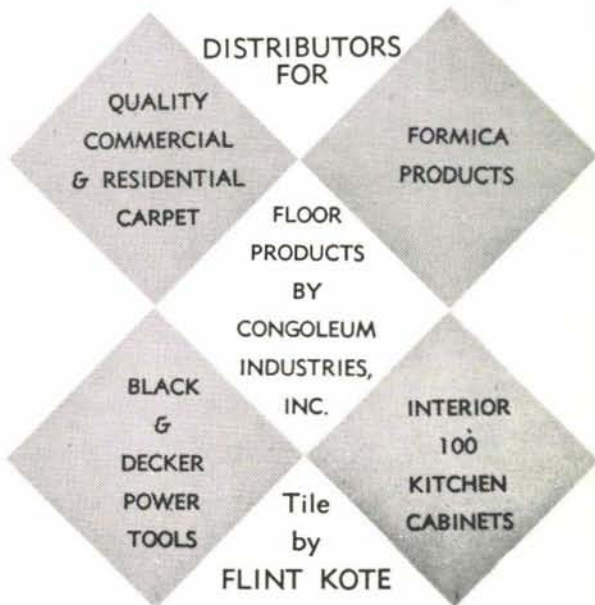 DISTRIBUTORS
FOR
QUALITY
COMMERCIAL
& RESIDENTIAL
CARPET
FORMICA
PRODUCTS
FLOOR
PRODUCTS
BY
CONGOLEUM
INDUSTRIES,
INC.
BLACK
&
DECKER
POWER
TOOLS
INTERIOR
100
KITCHEN
CABINETS
Tile
by
FLINT KOTE